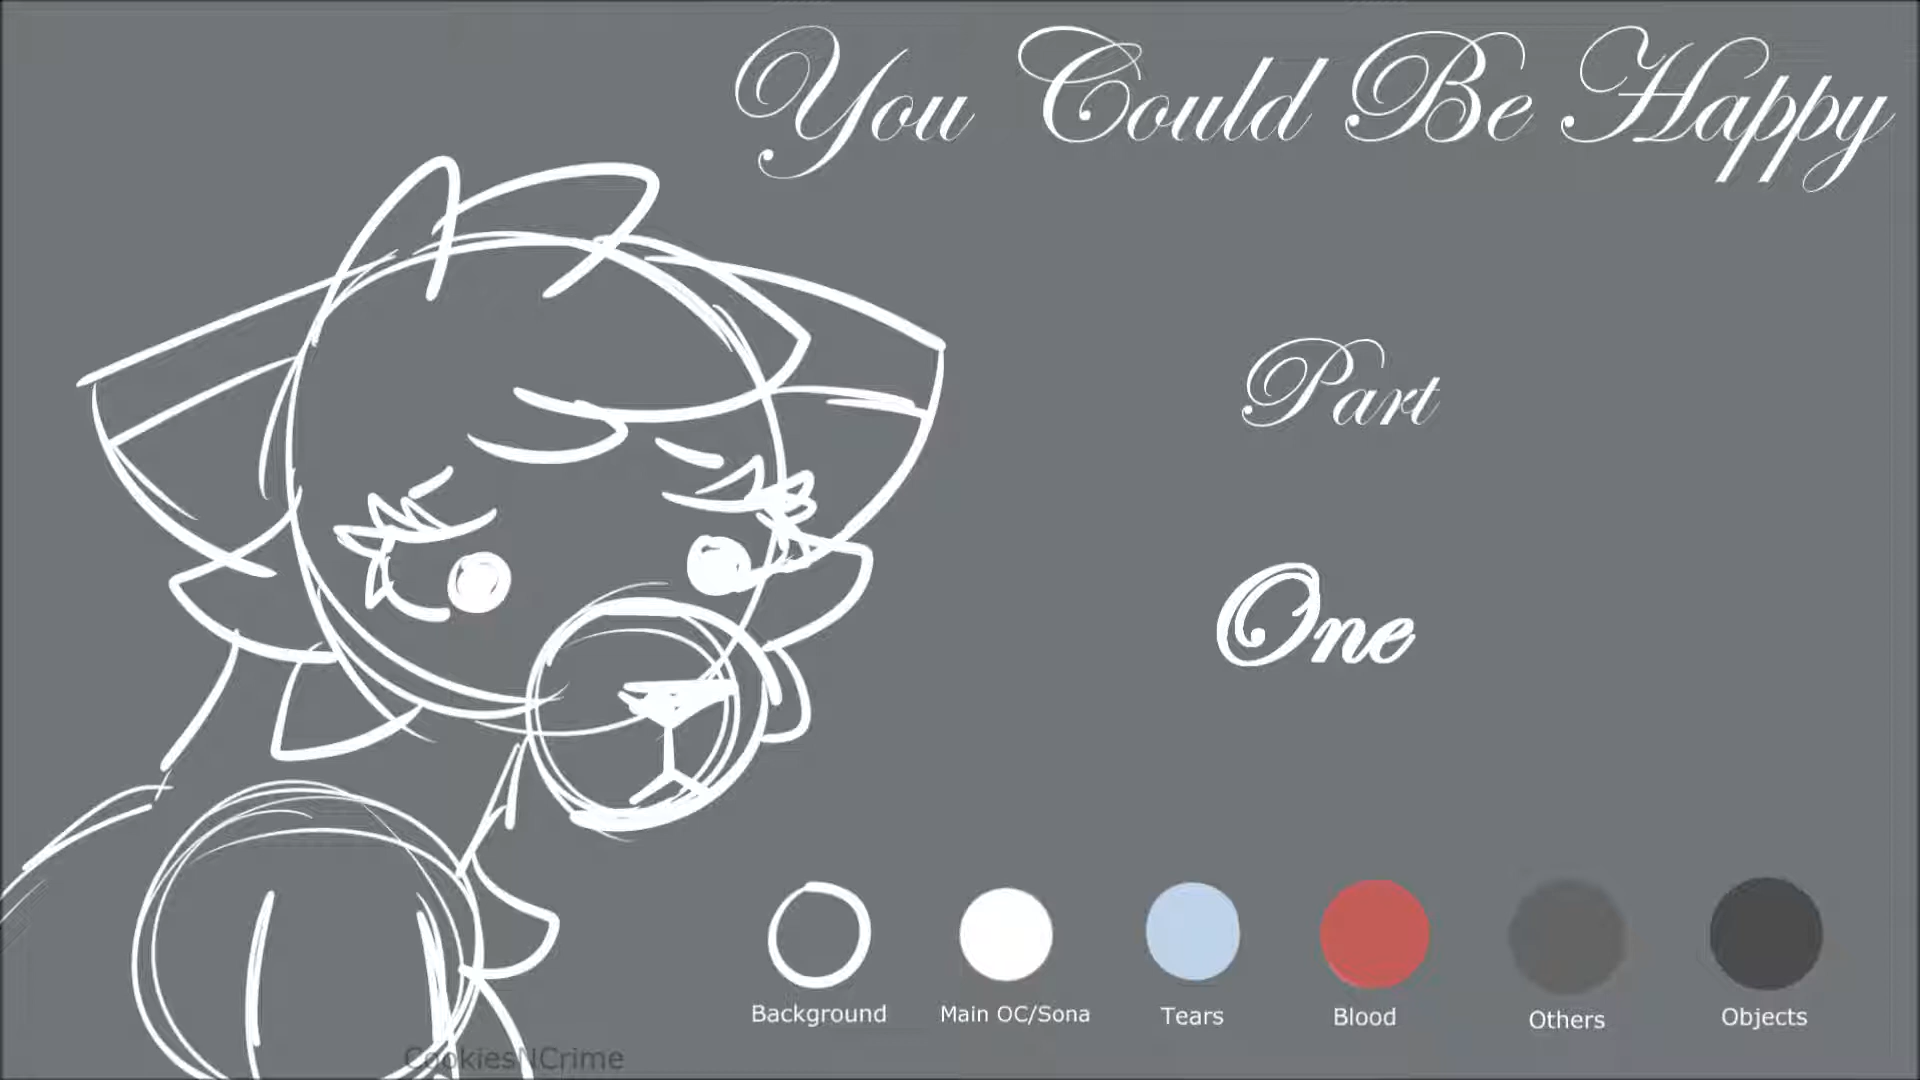 You Could Be Happy
Part
One
Background
Main OC/Sona
Tears
Blood
Others
Objects
CookiesNCrime